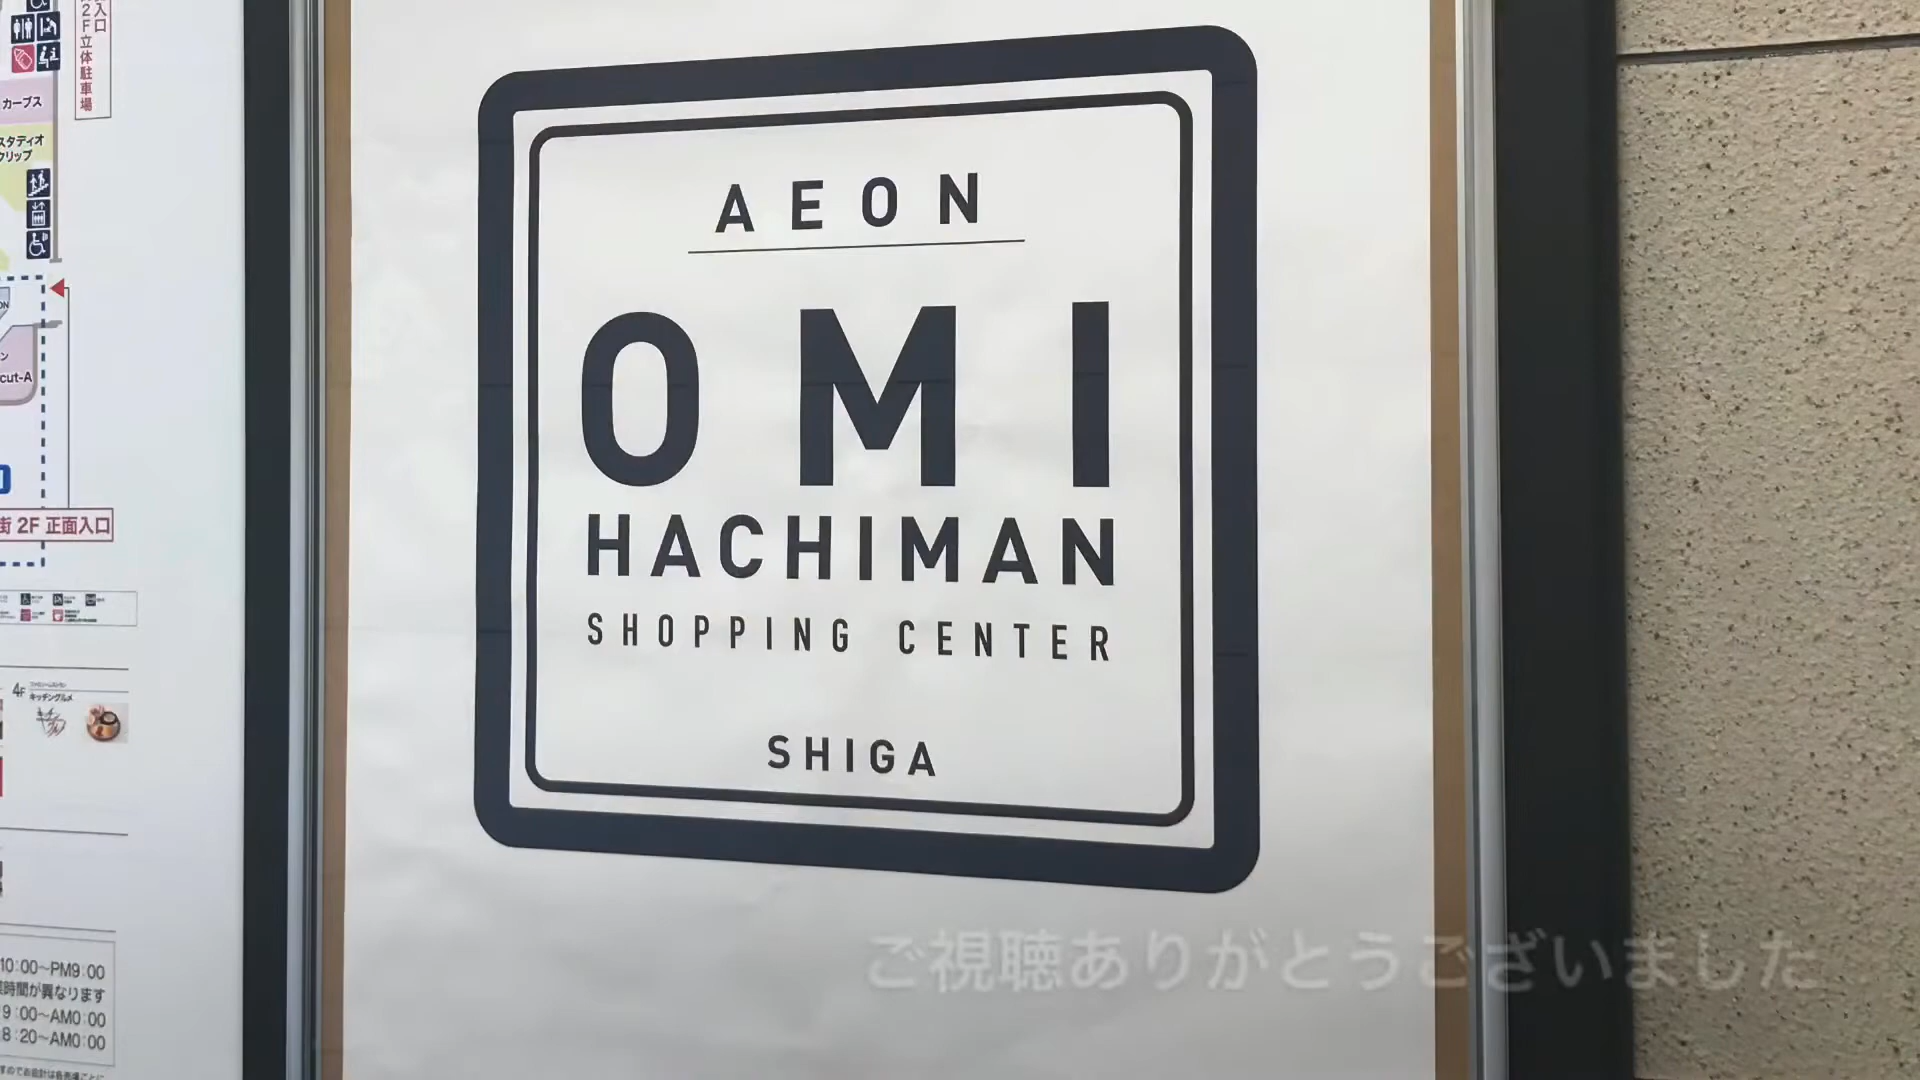 入口
2F立体駐車場
カーブス
スタディオ
クリップ
cut-A
街 2F 正面入口
4F
キッチングルメ
10:00～PM9:00
業時間が異なります
9:00～AM0:00
8:20～AM0:00
AEON
OMI
HACHIMAN
SHOPPING CENTER
SHIGA
ご視聴ありがとうございました